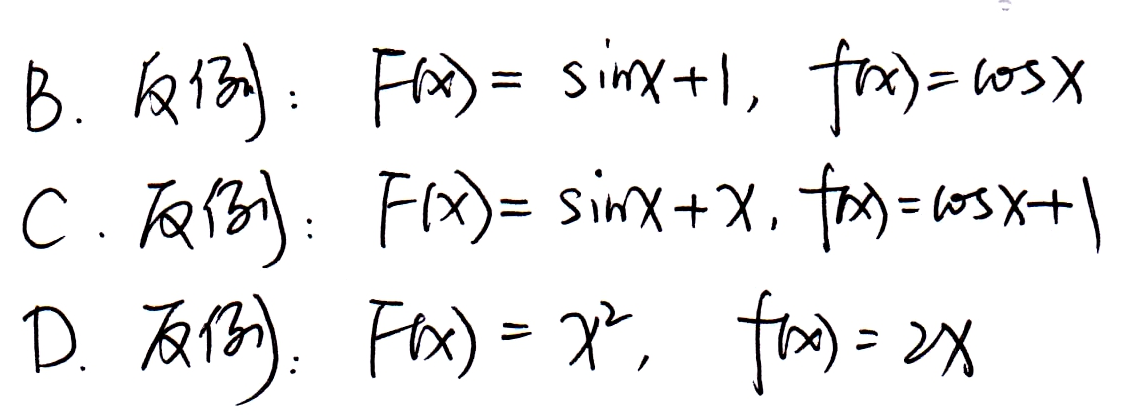 B. 反例: F(x) = sinx+1, f(x)=cosx
C. 反例: F(x)= sinx+x, f(x)=cosx+1
D. 反例: F(x) = x², f(x)= 2x